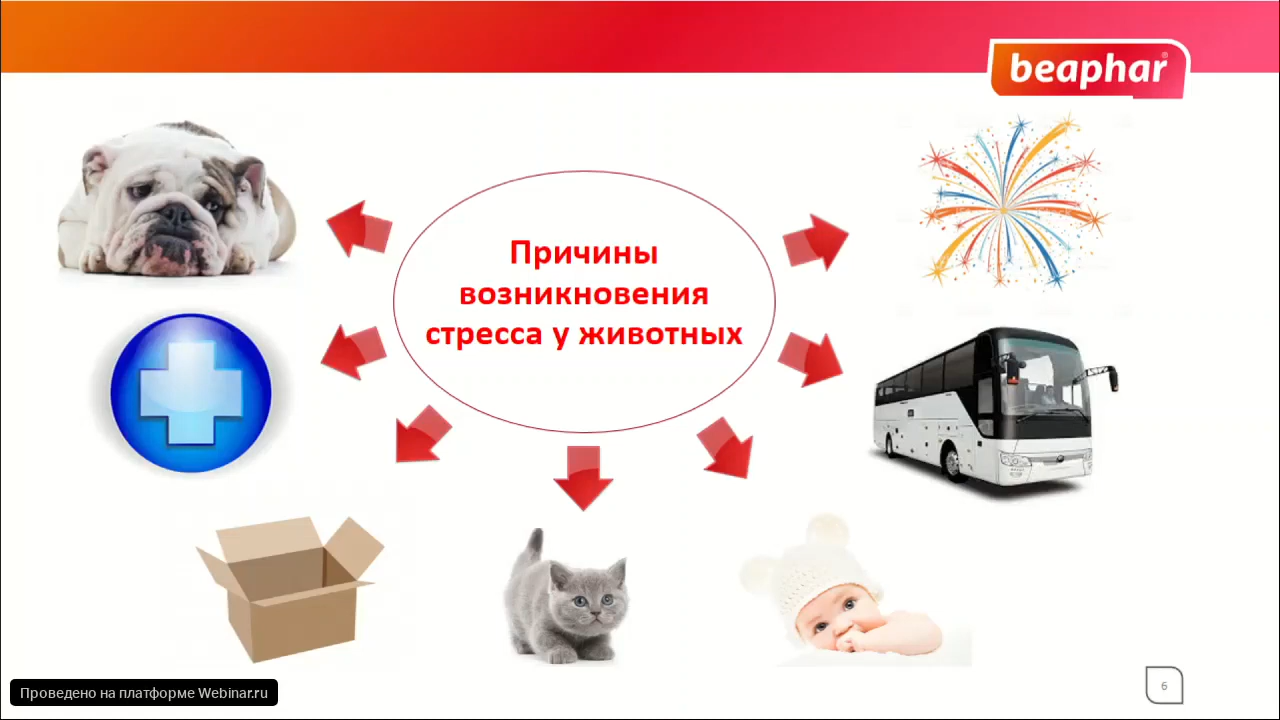 beaphar®
Причины
возникновения
стресса у животных
Проведено на платформе Webinar.ru
6